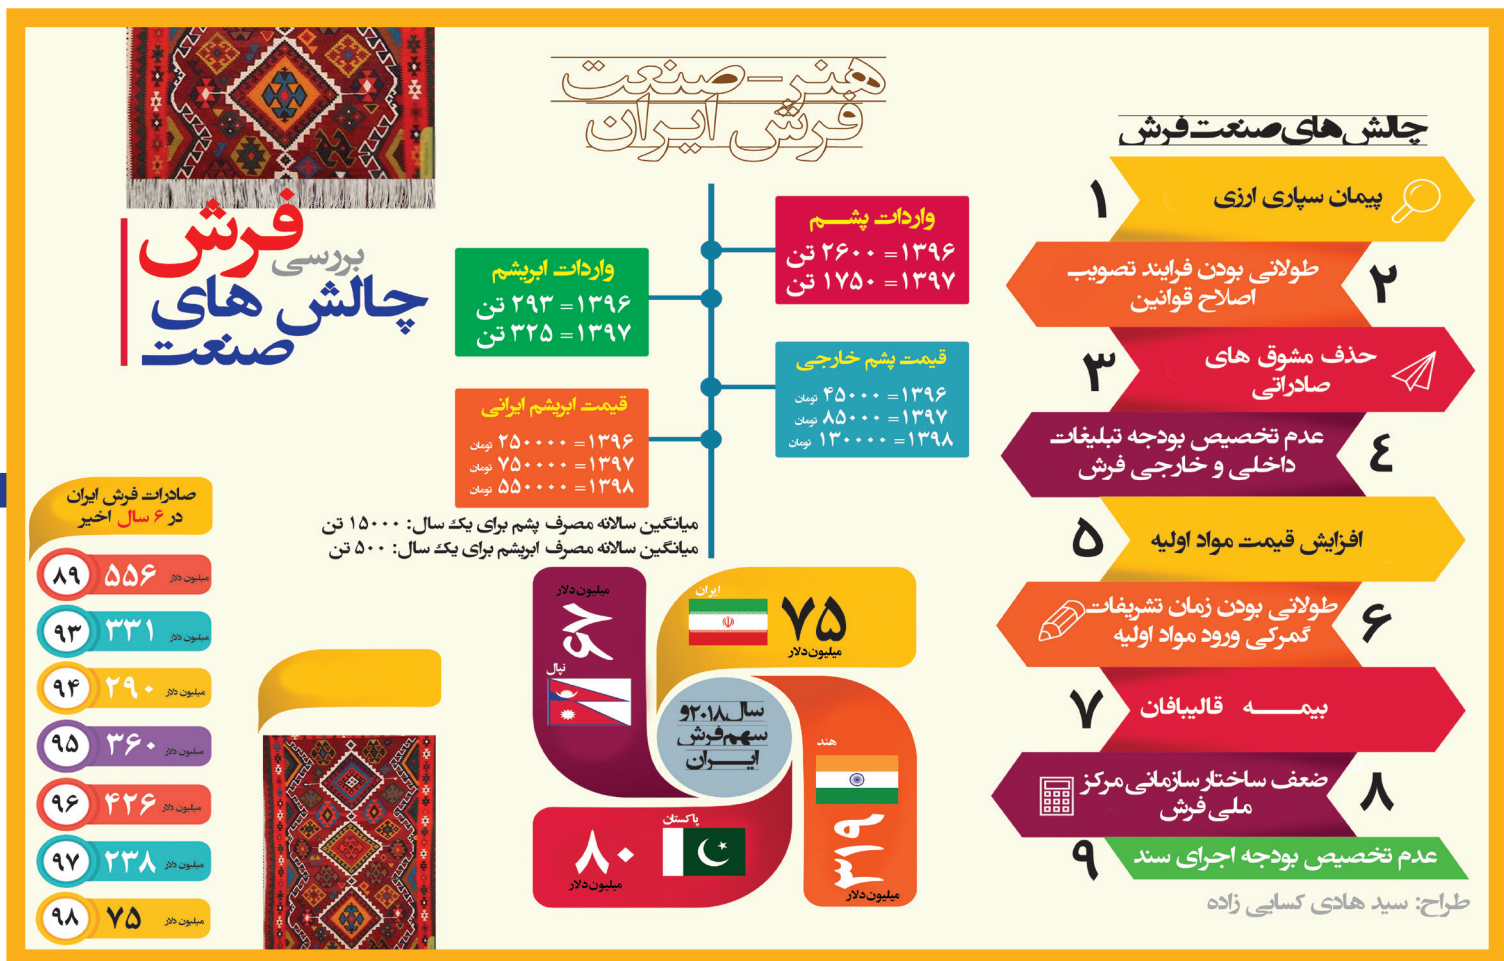 هنر-صنعت
فرش ایران
بررسی
فرش
چالش های
صنعت
چالش های صنعت فرش
۱
پیمان سپاری ارزی
۲
طولانی بودن فرایند تصویب
اصلاح قوانین
۳
حذف مشوق های
صادراتی
۴
عدم تخصیص بودجه تبلیغات
داخلی و خارجی فرش
۵
افزایش قیمت مواد اولیه
۶
طولانی بودن زمان تشریفات
گمرکی ورود مواد اولیه
۷
بیمــــه قالیبافان
۸
ضعف ساختار سازمانی مرکز
ملی فرش
۹
عدم تخصیص بودجه اجرای سند
طراح: سید هادی کسایی زاده
واردات پشــم
۱۳۹۶= ۲۶۰۰ تن
۱۳۹۷= ۱۷۵۰ تن
واردات ابریشم
۱۳۹۶= ۲۹۳ تن
۱۳۹۷= ۳۲۵ تن
قیمت پشم خارجی
۱۳۹۶= ۴۵۰۰۰ تومان
۱۳۹۷= ۸۵۰۰۰ تومان
۱۳۹۸= ۱۳۰۰۰۰ تومان
قیمت ابریشم ایرانی
۱۳۹۶= ۲۵۰۰۰۰ تومان
۱۳۹۷= ۷۵۰۰۰۰ تومان
۱۳۹۸= ۵۵۰۰۰۰ تومان
میانگین سالانه مصرف پشم برای یک سال: ۱۵۰۰۰ تن
میانگین سالانه مصرف ابریشم برای یک سال: ۵۰۰ تن
ایران
۷۵
میلیون دلار
میلیون دلار
۶۷
نپال
سال ۲۰۱۸ و
سهم فرش
ایــران
هند
۳۱۹
میلیون دلار
پاکستان
۸۰
میلیون دلار
صادرات فرش ایران
در ۶ سال اخیر
۸۹ ۵۵۶ میلیون دلار
۹۳ ۳۳۱ میلیون دلار
۹۴ ۲۹۰ میلیون دلار
۹۵ ۳۶۰ میلیون دلار
۹۶ ۴۲۶ میلیون دلار
۹۷ ۲۳۸ میلیون دلار
۹۸ ۷۵ میلیون دلار